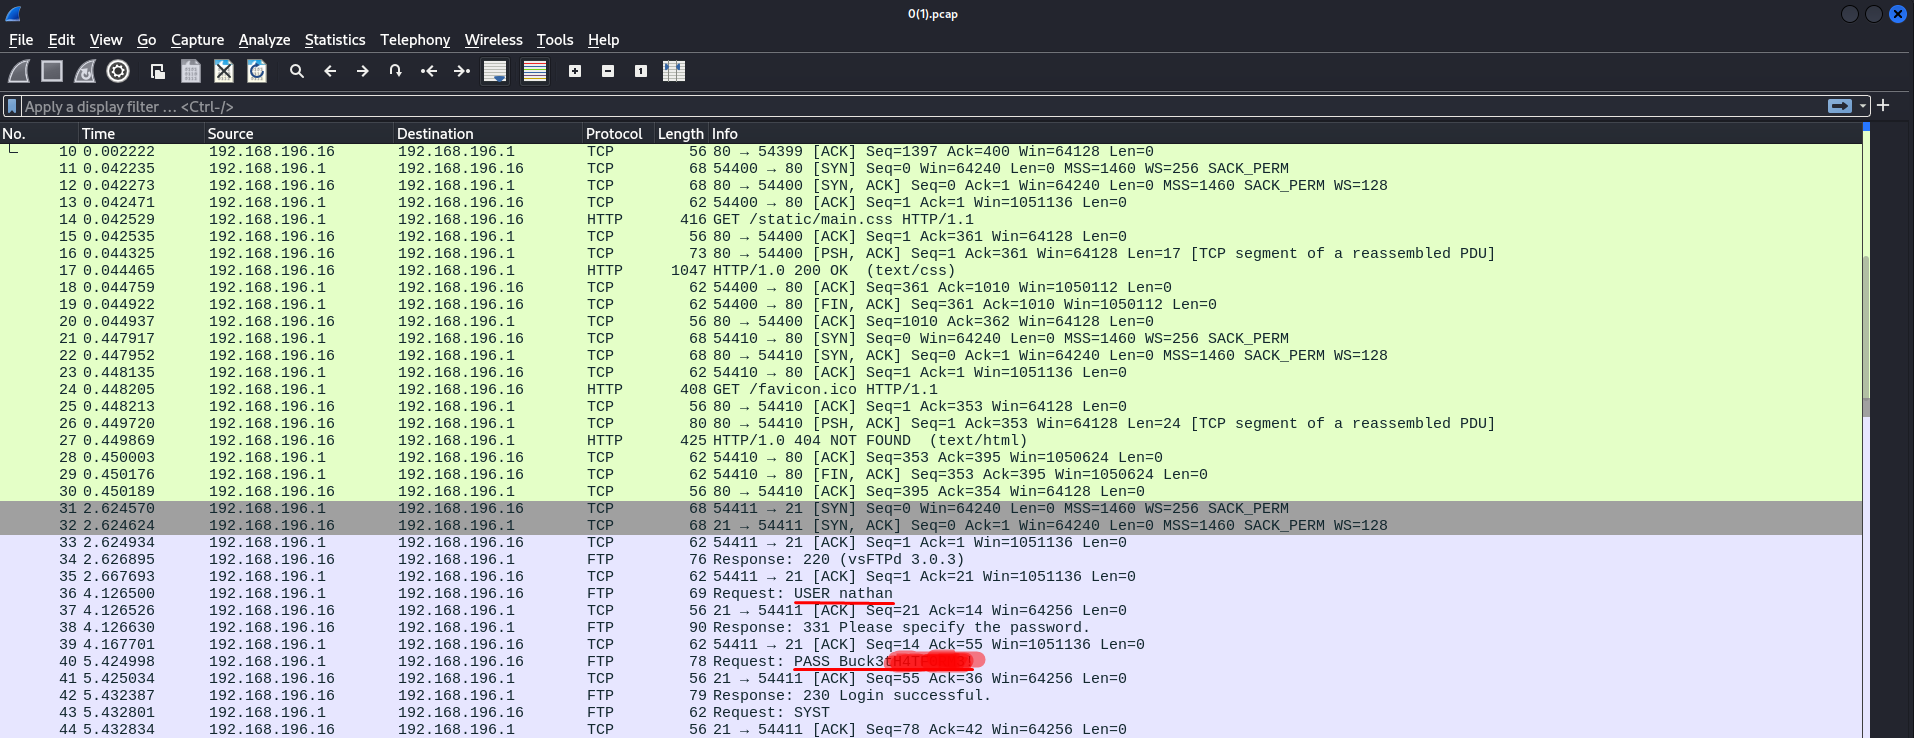 0(1).pcap
File Edit View Go Capture Analyze Statistics Telephony Wireless Tools Help
Apply a display filter … <Ctrl-/>
No. Time Source Destination Protocol Length Info
10 0.002222 192.168.196.16 192.168.196.1 TCP 56 80 → 54399 [ACK] Seq=1397 Ack=400 Win=64128 Len=0
11 0.042235 192.168.196.1 192.168.196.16 TCP 68 54400 → 80 [SYN] Seq=0 Win=64240 Len=0 MSS=1460 WS=256 SACK_PERM
12 0.042273 192.168.196.16 192.168.196.1 TCP 68 80 → 54400 [SYN, ACK] Seq=0 Ack=1 Win=64240 Len=0 MSS=1460 SACK_PERM WS=128
13 0.042471 192.168.196.1 192.168.196.16 TCP 62 54400 → 80 [ACK] Seq=1 Ack=1 Win=1051136 Len=0
14 0.042529 192.168.196.1 192.168.196.16 HTTP 416 GET /static/main.css HTTP/1.1
15 0.042535 192.168.196.16 192.168.196.1 TCP 56 80 → 54400 [ACK] Seq=1 Ack=361 Win=64128 Len=0
16 0.044325 192.168.196.16 192.168.196.1 TCP 73 80 → 54400 [PSH, ACK] Seq=1 Ack=361 Win=64128 Len=17 [TCP segment of a reassembled PDU]
17 0.044465 192.168.196.16 192.168.196.1 HTTP 1047 HTTP/1.0 200 OK (text/css)
18 0.044759 192.168.196.1 192.168.196.16 TCP 62 54400 → 80 [ACK] Seq=361 Ack=1010 Win=1050112 Len=0
19 0.044922 192.168.196.1 192.168.196.16 TCP 62 54400 → 80 [FIN, ACK] Seq=361 Ack=1010 Win=1050112 Len=0
20 0.044937 192.168.196.16 192.168.196.1 TCP 56 80 → 54400 [ACK] Seq=1010 Ack=362 Win=64128 Len=0
21 0.447917 192.168.196.1 192.168.196.16 TCP 68 54410 → 80 [SYN] Seq=0 Win=64240 Len=0 MSS=1460 WS=256 SACK_PERM
22 0.447952 192.168.196.16 192.168.196.1 TCP 68 80 → 54410 [SYN, ACK] Seq=0 Ack=1 Win=64240 Len=0 MSS=1460 SACK_PERM WS=128
23 0.448135 192.168.196.1 192.168.196.16 TCP 62 54410 → 80 [ACK] Seq=1 Ack=1 Win=1051136 Len=0
24 0.448205 192.168.196.1 192.168.196.16 HTTP 408 GET /favicon.ico HTTP/1.1
25 0.448213 192.168.196.16 192.168.196.1 TCP 56 80 → 54410 [ACK] Seq=1 Ack=353 Win=64128 Len=0
26 0.449720 192.168.196.16 192.168.196.1 TCP 80 80 → 54410 [PSH, ACK] Seq=1 Ack=353 Win=64128 Len=24 [TCP segment of a reassembled PDU]
27 0.449869 192.168.196.16 192.168.196.1 HTTP 425 HTTP/1.0 404 NOT FOUND (text/html)
28 0.450003 192.168.196.1 192.168.196.16 TCP 62 54410 → 80 [ACK] Seq=353 Ack=395 Win=1050624 Len=0
29 0.450176 192.168.196.1 192.168.196.16 TCP 62 54410 → 80 [FIN, ACK] Seq=353 Ack=395 Win=1050624 Len=0
30 0.450189 192.168.196.16 192.168.196.1 TCP 56 80 → 54410 [ACK] Seq=395 Ack=354 Win=64128 Len=0
31 2.624570 192.168.196.1 192.168.196.16 TCP 68 54411 → 21 [SYN] Seq=0 Win=64240 Len=0 MSS=1460 WS=256 SACK_PERM
32 2.624624 192.168.196.16 192.168.196.1 TCP 68 21 → 54411 [SYN, ACK] Seq=0 Ack=1 Win=64240 Len=0 MSS=1460 SACK_PERM WS=128
33 2.624934 192.168.196.1 192.168.196.16 TCP 62 54411 → 21 [ACK] Seq=1 Ack=1 Win=1051136 Len=0
34 2.626895 192.168.196.16 192.168.196.1 FTP 76 Response: 220 (vsFTPd 3.0.3)
35 2.667693 192.168.196.1 192.168.196.16 TCP 62 54411 → 21 [ACK] Seq=1 Ack=21 Win=1051136 Len=0
36 4.126500 192.168.196.1 192.168.196.16 FTP 69 Request: USER nathan
37 4.126526 192.168.196.16 192.168.196.1 TCP 56 21 → 54411 [ACK] Seq=21 Ack=14 Win=64256 Len=0
38 4.126630 192.168.196.16 192.168.196.1 FTP 90 Response: 331 Please specify the password.
39 4.167701 192.168.196.1 192.168.196.16 TCP 62 54411 → 21 [ACK] Seq=14 Ack=55 Win=1051136 Len=0
40 5.424998 192.168.196.1 192.168.196.16 FTP 78 Request: PASS
41 5.425034 192.168.196.16 192.168.196.1 TCP 56 21 → 54411 [ACK] Seq=55 Ack=36 Win=64256 Len=0
42 5.432387 192.168.196.16 192.168.196.1 FTP 79 Response: 230 Login successful.
43 5.432801 192.168.196.1 192.168.196.16 FTP 62 Request: SYST
44 5.432834 192.168.196.16 192.168.196.1 TCP 56 21 → 54411 [ACK] Seq=78 Ack=42 Win=64256 Len=0